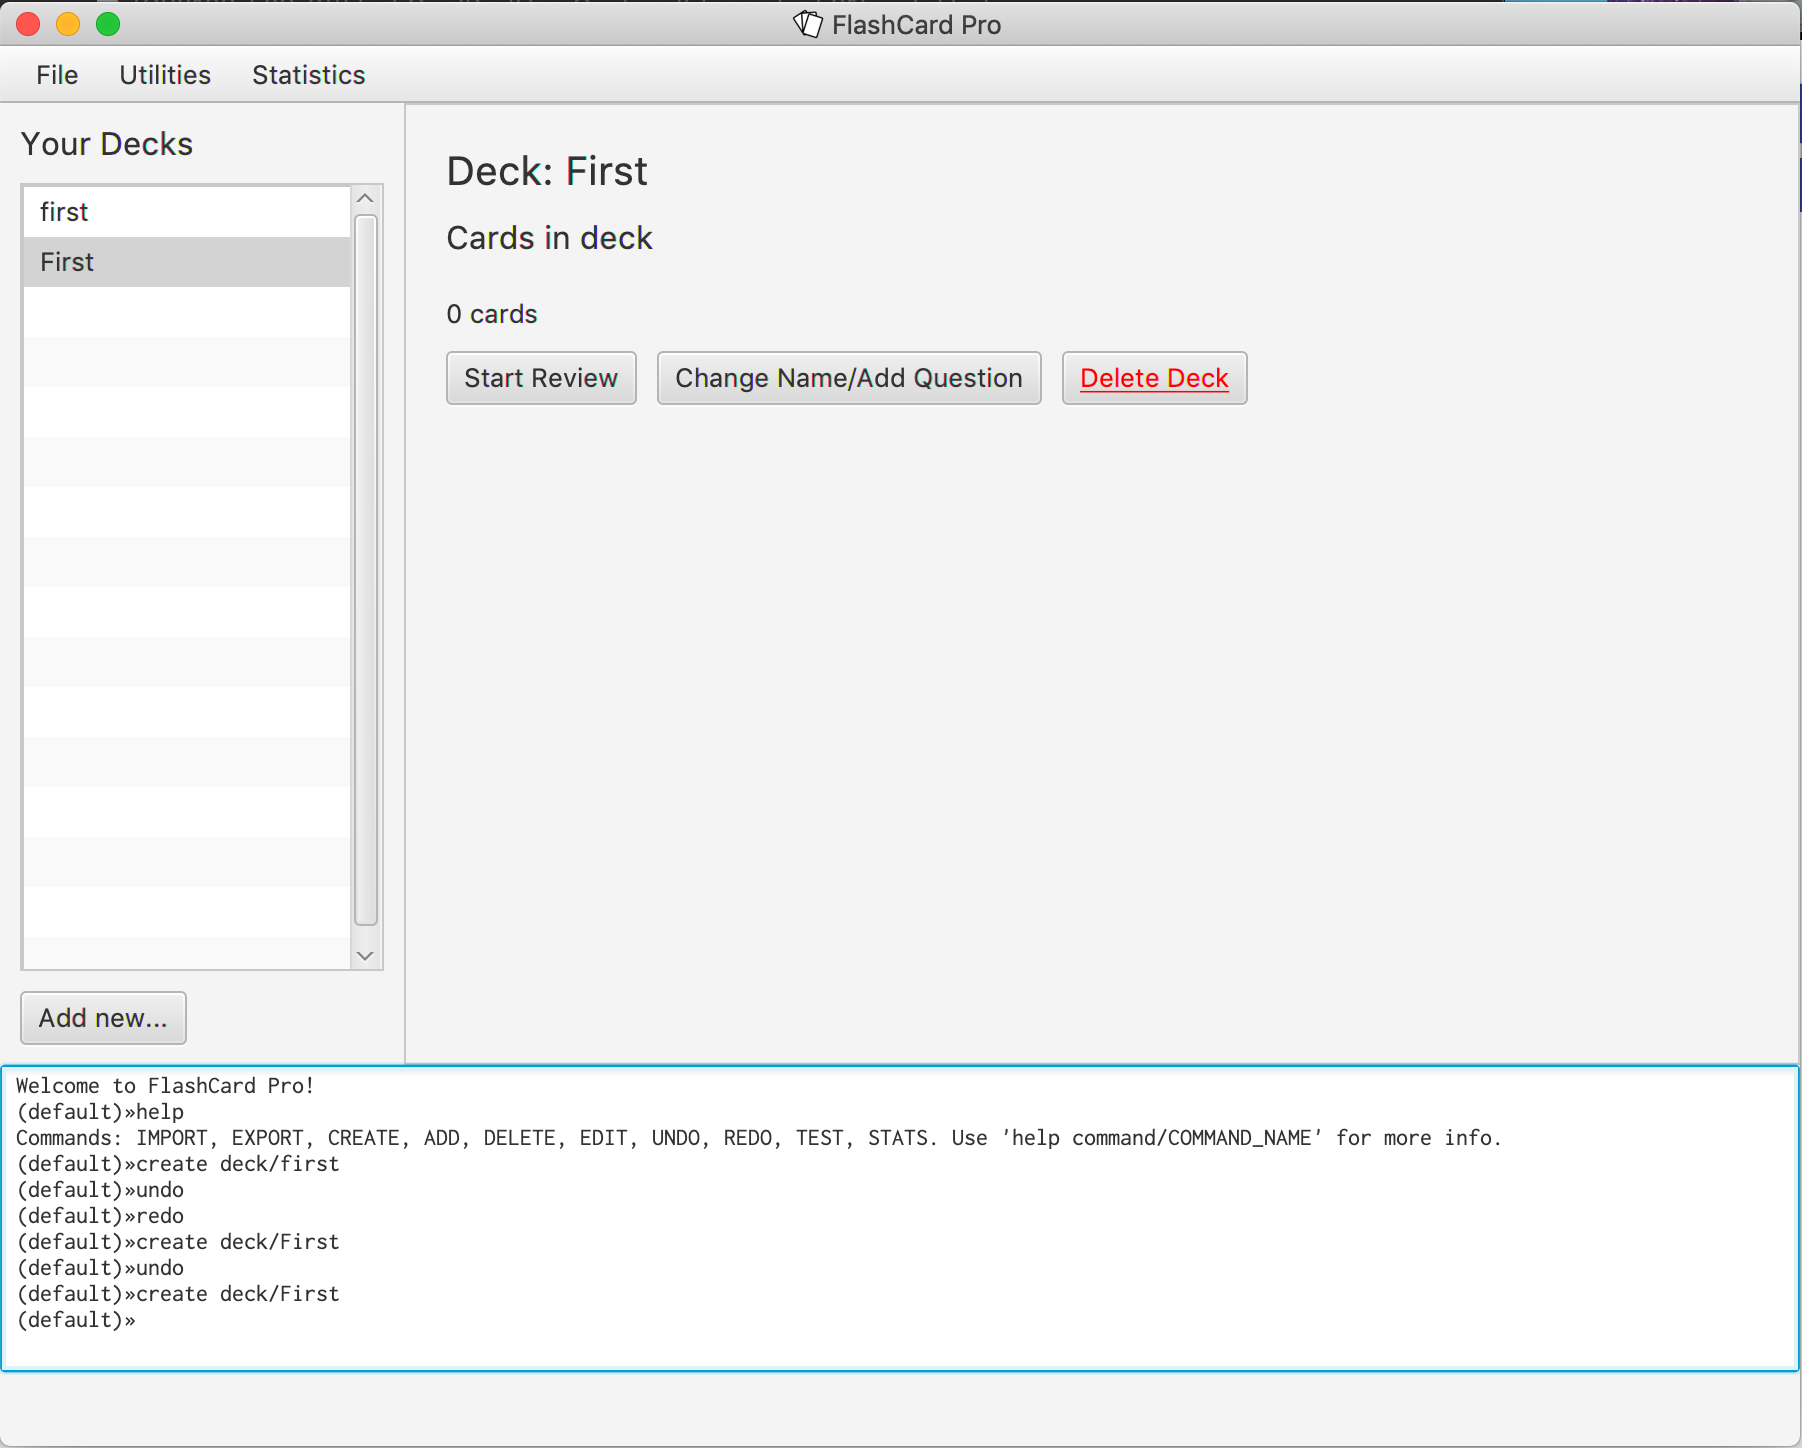 FlashCard Pro
File Utilities Statistics
Your Decks
first
First
Add new...
Deck: First
Cards in deck
0 cards
Start Review Change Name/Add Question Delete Deck
Welcome to FlashCard Pro!
(default)»help
Commands: IMPORT, EXPORT, CREATE, ADD, DELETE, EDIT, UNDO, REDO, TEST, STATS. Use 'help command/COMMAND_NAME' for more info.
(default)»create deck/first
(default)»undo
(default)»redo
(default)»create deck/First
(default)»undo
(default)»create deck/First
(default)»